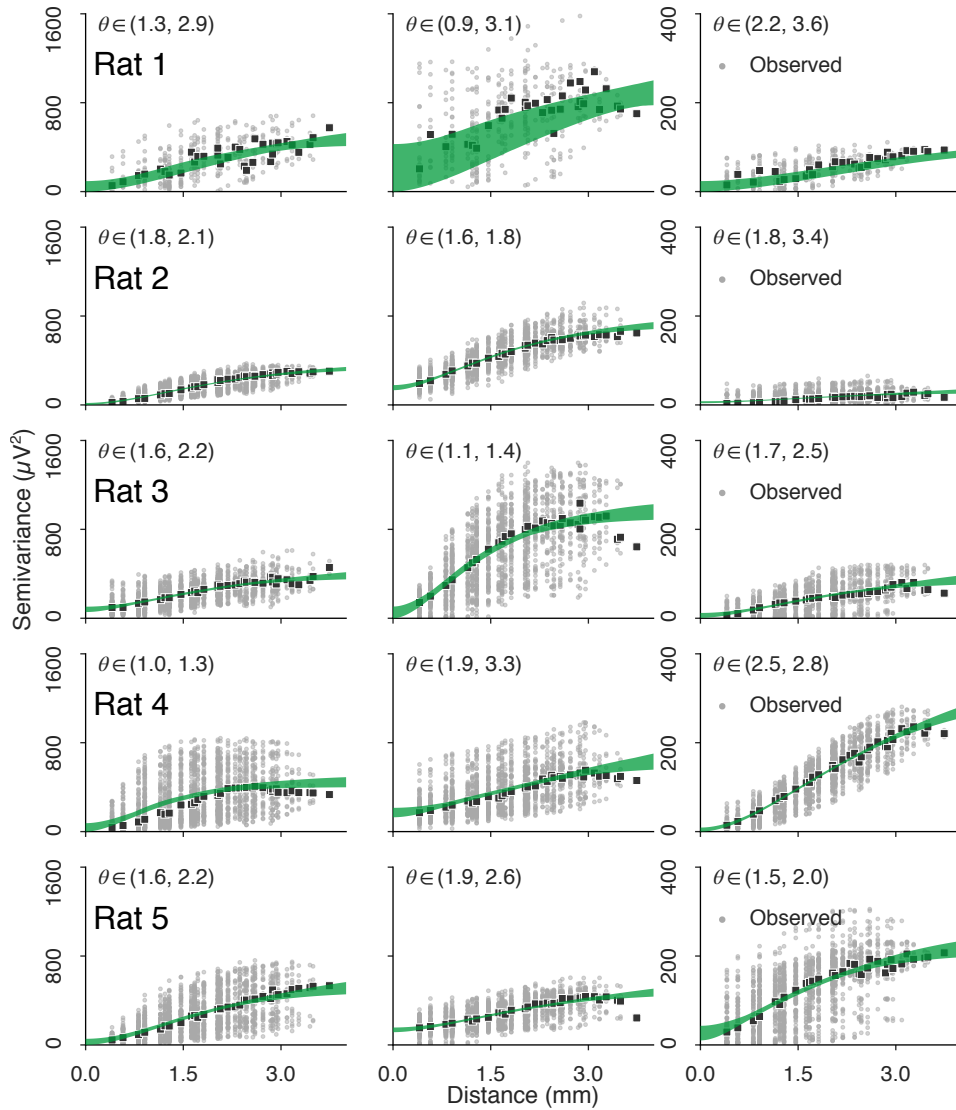 1600
θ∈(1.3, 2.9)
θ∈(0.9, 3.1)
400
θ∈(2.2, 3.6)
Rat 1
Observed
800
200
0
0
1600
θ∈(1.8, 2.1)
θ∈(1.6, 1.8)
400
θ∈(1.8, 3.4)
Rat 2
Observed
800
200
0
0
1600
θ∈(1.6, 2.2)
θ∈(1.1, 1.4)
400
θ∈(1.7, 2.5)
Rat 3
Observed
800
200
0
0
Semivariance (μV²)
1600
θ∈(1.0, 1.3)
θ∈(1.9, 3.3)
400
θ∈(2.5, 2.8)
Rat 4
Observed
800
200
0
0
1600
θ∈(1.6, 2.2)
θ∈(1.9, 2.6)
400
θ∈(1.5, 2.0)
Rat 5
Observed
800
200
0
0
0.0 1.5 3.0 0.0 1.5 3.0 0.0 1.5 3.0
Distance (mm)